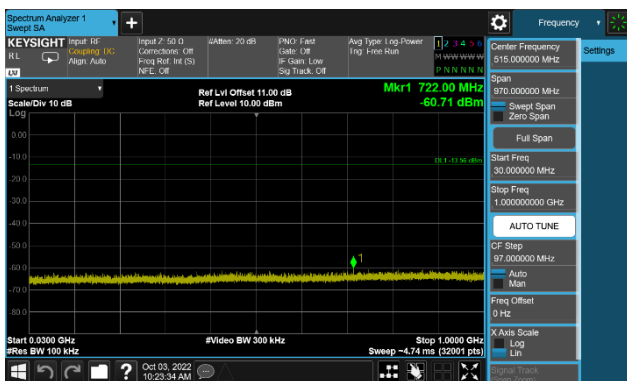 Spectrum Analyzer 1
Swept SA
+
Frequency
KEYSIGHT
RL
LXI
Input: RF
Coupling: DC
Align: Auto
Input Z: 50 Ω
Corrections: Off
Freq Ref: Int (S)
NFE: Off
#Atten: 20 dB
PNO: Fast
Gate: Off
IF Gain: Low
Sig Track: Off
Avg Type: Log-Power
Trig: Free Run
1 2 3 4 5 6
M W W W W W
P N N N N N
1 Spectrum
Scale/Div 10 dB
Log
Ref Lvl Offset 11.00 dB
Ref Level 10.00 dBm
Mkr1 722.00 MHz
-60.71 dBm
0.00
-10.0
DL1 -13.56 dBm
-20.0
-30.0
-40.0
-50.0
1
-60.0
-70.0
-80.0
Start 0.0300 GHz
#Res BW 100 kHz
#Video BW 300 kHz
Stop 1.0000 GHz
Sweep ~4.74 ms (32001 pts)
Center Frequency
515.000000 MHz
Settings
Span
970.000000 MHz
Swept Span
Zero Span
Full Span
Start Freq
30.000000 MHz
Stop Freq
1.000000000 GHz
AUTO TUNE
CF Step
97.000000 MHz
Auto
Man
Freq Offset
0 Hz
X Axis Scale
Log
Lin
Signal Track
(Span Zoom)
?
Oct 03, 2022
10:23:34 AM